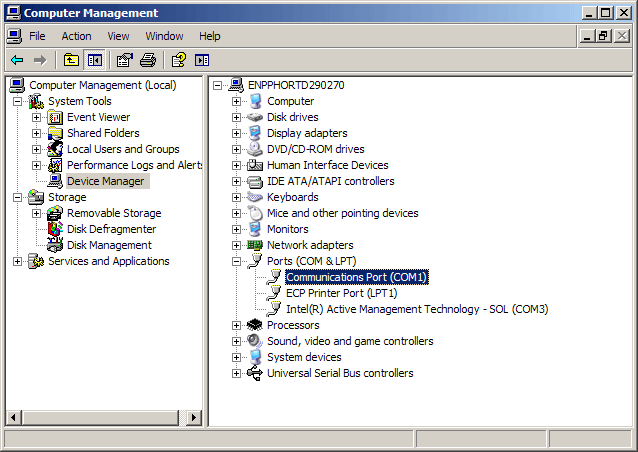 Computer Management
File Action View Window Help
Computer Management (Local)
System Tools
Event Viewer
Shared Folders
Local Users and Groups
Performance Logs and Alerts
Device Manager
Storage
Removable Storage
Disk Defragmenter
Disk Management
Services and Applications
ENPPHORTD290270
Computer
Disk drives
Display adapters
DVD/CD-ROM drives
Human Interface Devices
IDE ATA/ATAPI controllers
Keyboards
Mice and other pointing devices
Monitors
Network adapters
Ports (COM & LPT)
Communications Port (COM1)
ECP Printer Port (LPT1)
Intel(R) Active Management Technology - SOL (COM3)
Processors
Sound, video and game controllers
System devices
Universal Serial Bus controllers